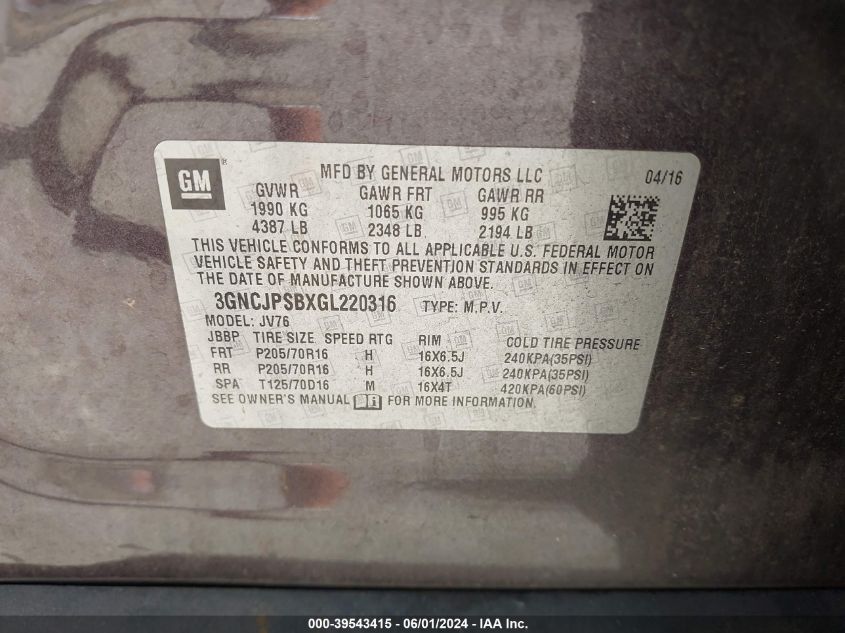 GM ® MFD BY GENERAL MOTORS LLC 04/16
GVWR GAWR FRT GAWR RR
1990 KG 1065 KG 995 KG
4387 LB 2348 LB 2194 LB
THIS VEHICLE CONFORMS TO ALL APPLICABLE U.S. FEDERAL MOTOR
VEHICLE SAFETY AND THEFT PREVENTION STANDARDS IN EFFECT ON
THE DATE OF MANUFACTURE SHOWN ABOVE.
3GNCJPSBXGL220316 TYPE: M.P.V.
MODEL: JV76
JBBP TIRE SIZE SPEED RTG RIM COLD TIRE PRESSURE
FRT P205/70R16 H 16X6.5J 240KPA(35PSI)
RR P205/70R16 H 16X6.5J 240KPA(35PSI)
SPA T125/70D16 M 16X4T 420KPA(60PSI)
SEE OWNER'S MANUAL i FOR MORE INFORMATION.
000-39543415 - 06/01/2024 - IAA Inc.